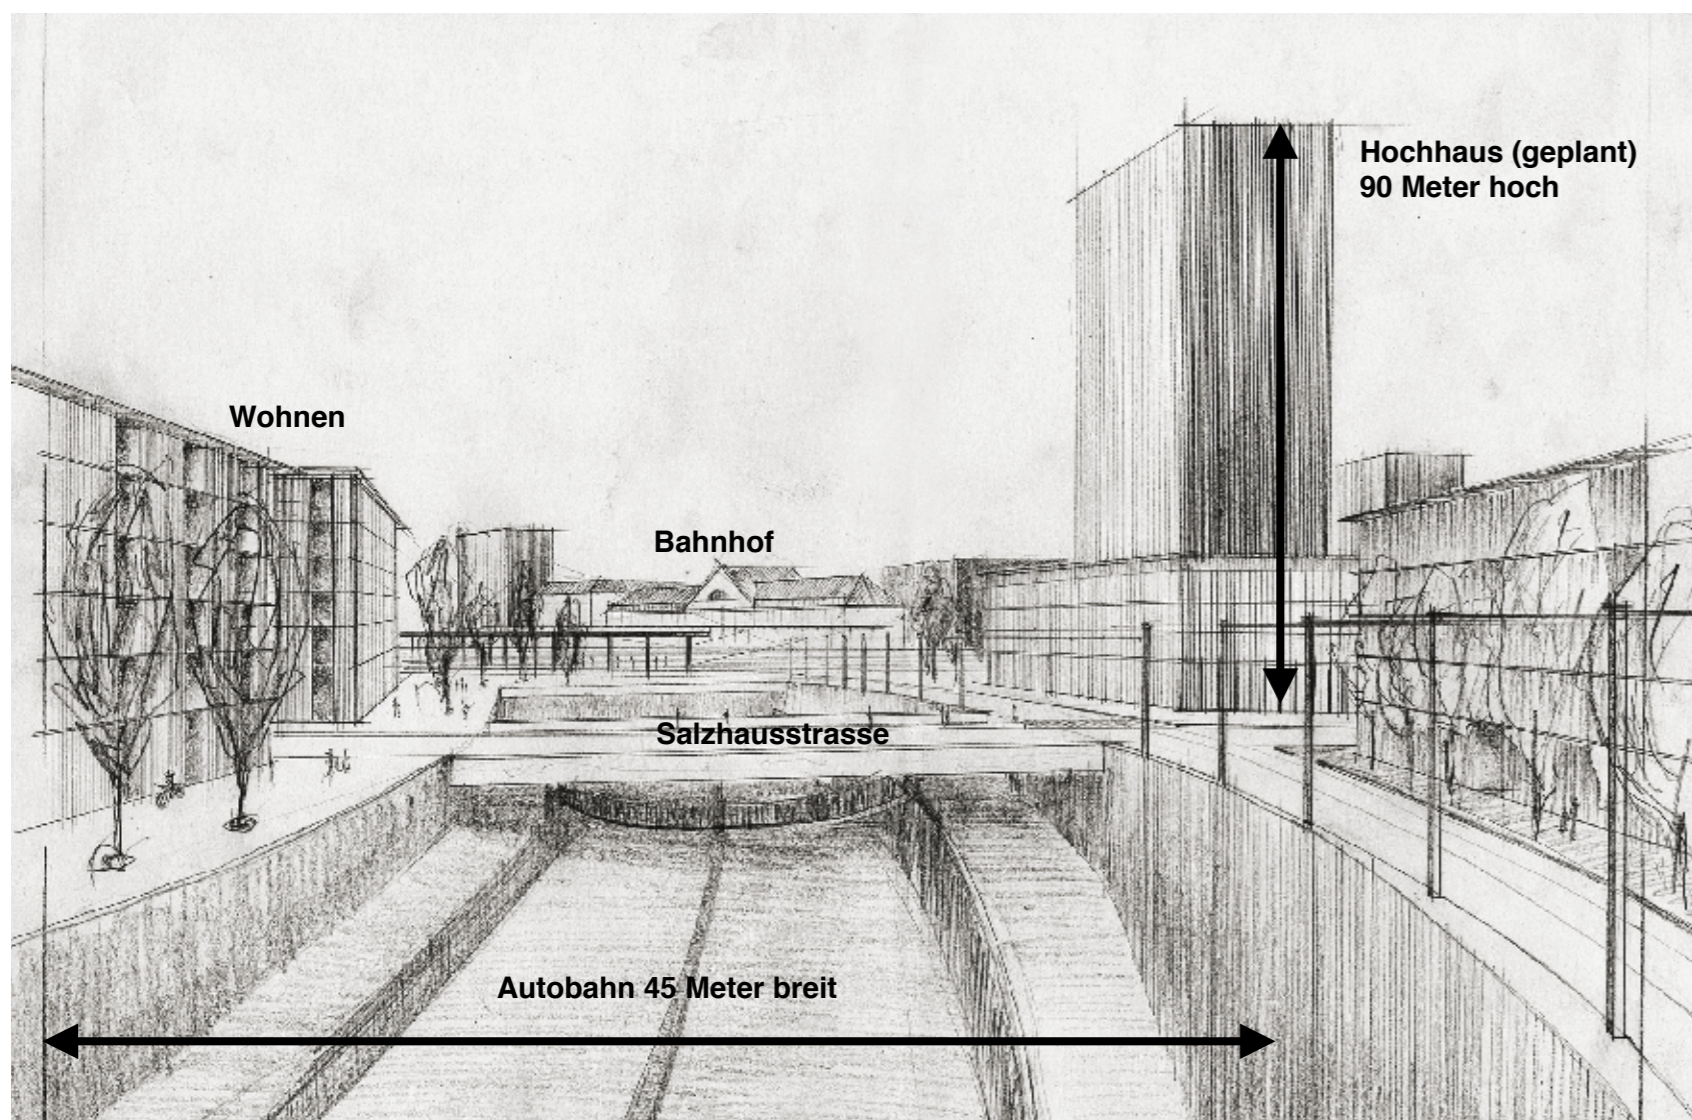 Hochhaus (geplant)
90 Meter hoch
Wohnen
Bahnhof
Salzhausstrasse
Autobahn 45 Meter breit